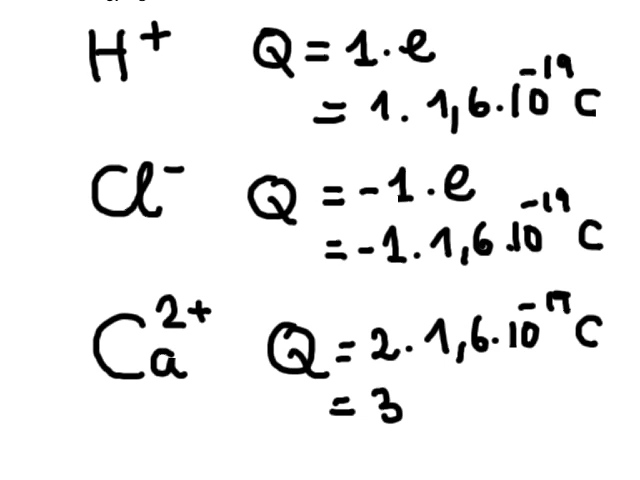 H⁺ Q = 1·e
= 1. 1,6·10⁻¹⁹ C
Cl⁻ Q = -1·e
= -1. 1,6.10⁻¹⁹ C
Ca²⁺ Q = 2· 1,6·10⁻¹⁷ C
= 3